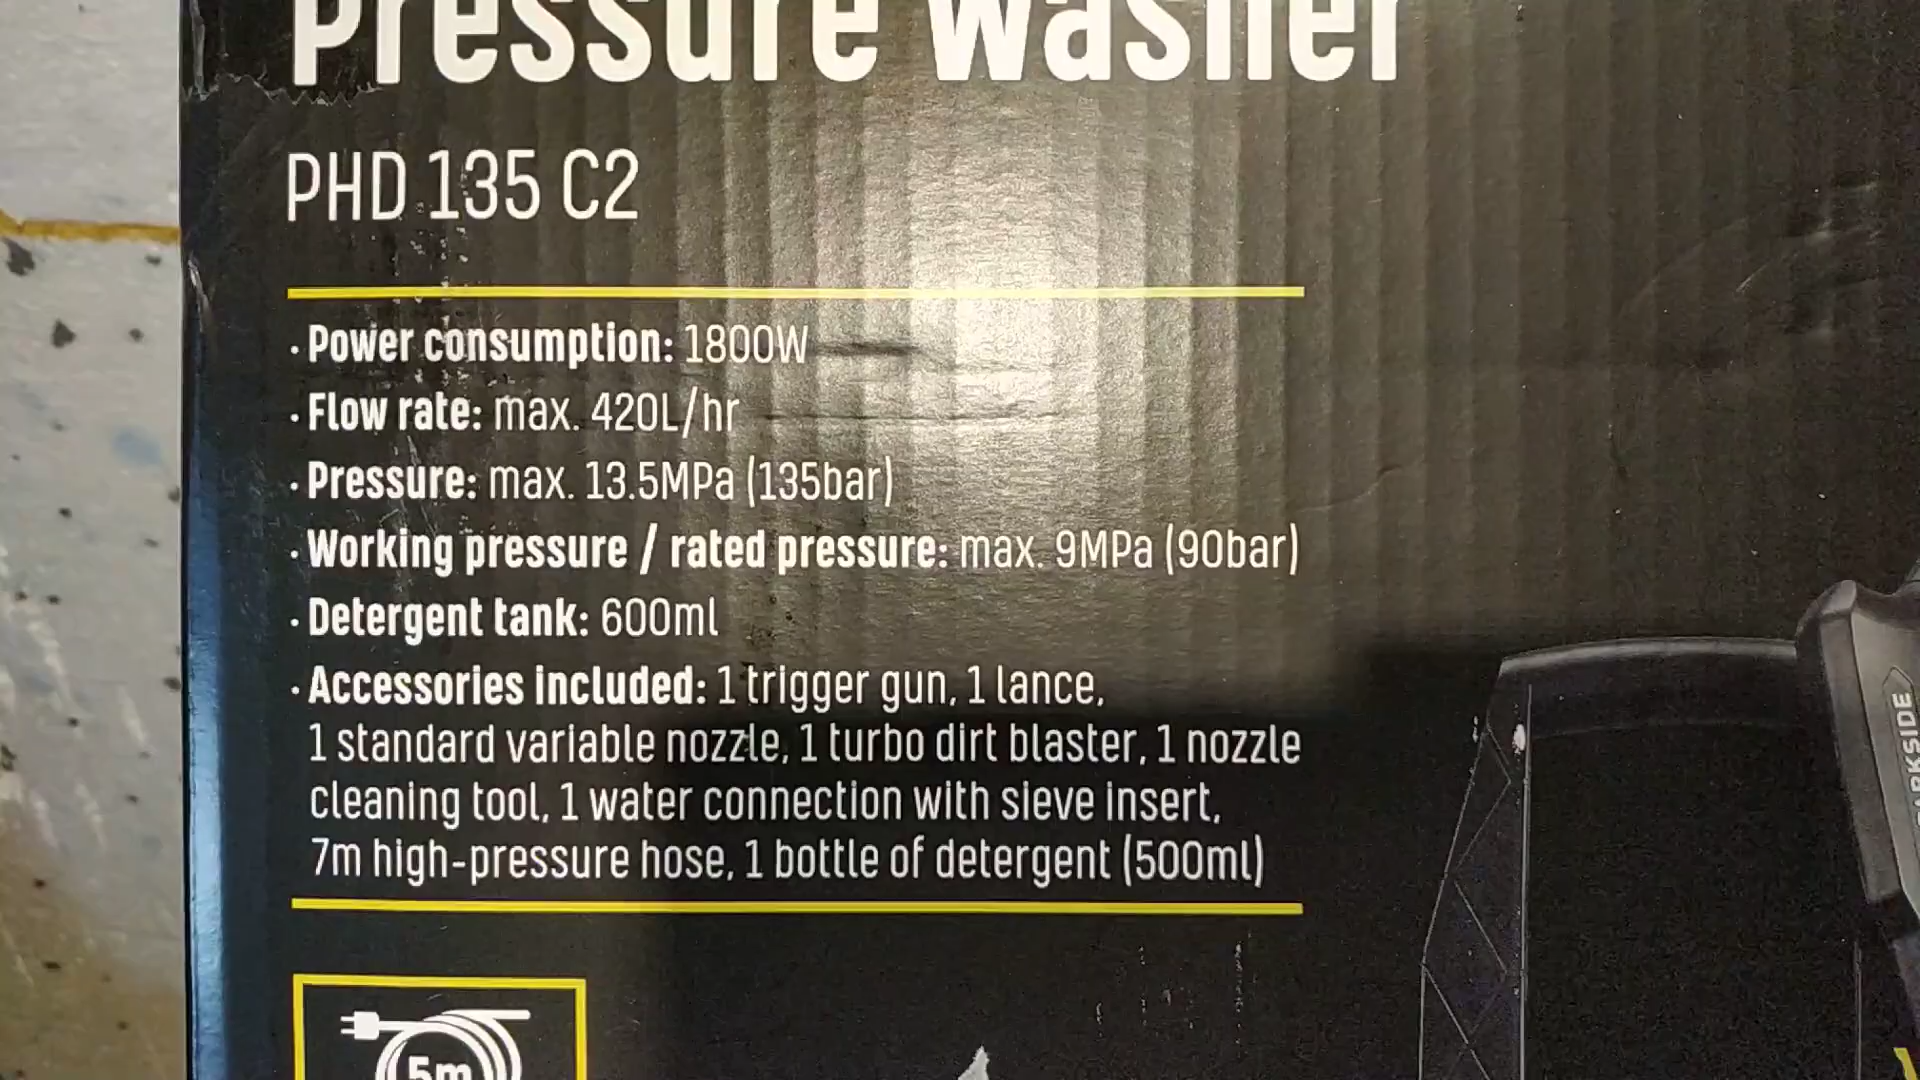 Pressure Washer
PHD 135 C2
· Power consumption: 1800W
· Flow rate: max. 420L/hr
· Pressure: max. 13.5MPa (135bar)
· Working pressure / rated pressure: max. 9MPa (90bar)
· Detergent tank: 600ml
· Accessories included: 1 trigger gun, 1 lance,
1 standard variable nozzle, 1 turbo dirt blaster, 1 nozzle
cleaning tool, 1 water connection with sieve insert,
7m high-pressure hose, 1 bottle of detergent (500ml)
5m